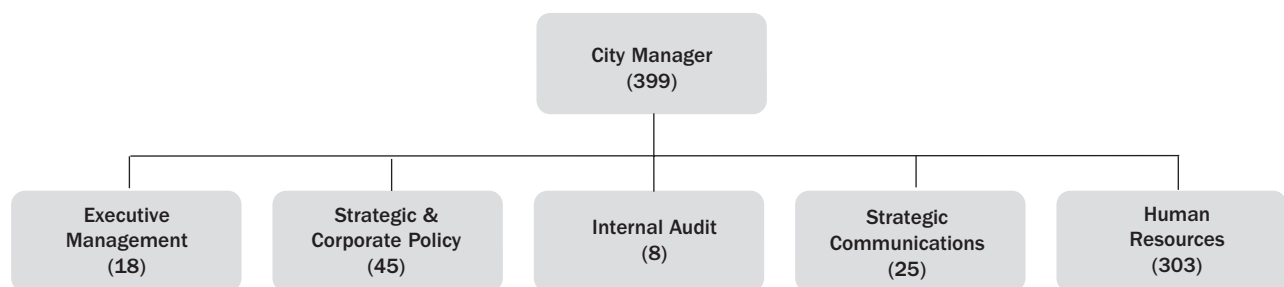 City Manager
(399)
Executive
Management
(18)
Strategic &
Corporate Policy
(45)
Internal Audit
(8)
Strategic
Communications
(25)
Human
Resources
(303)